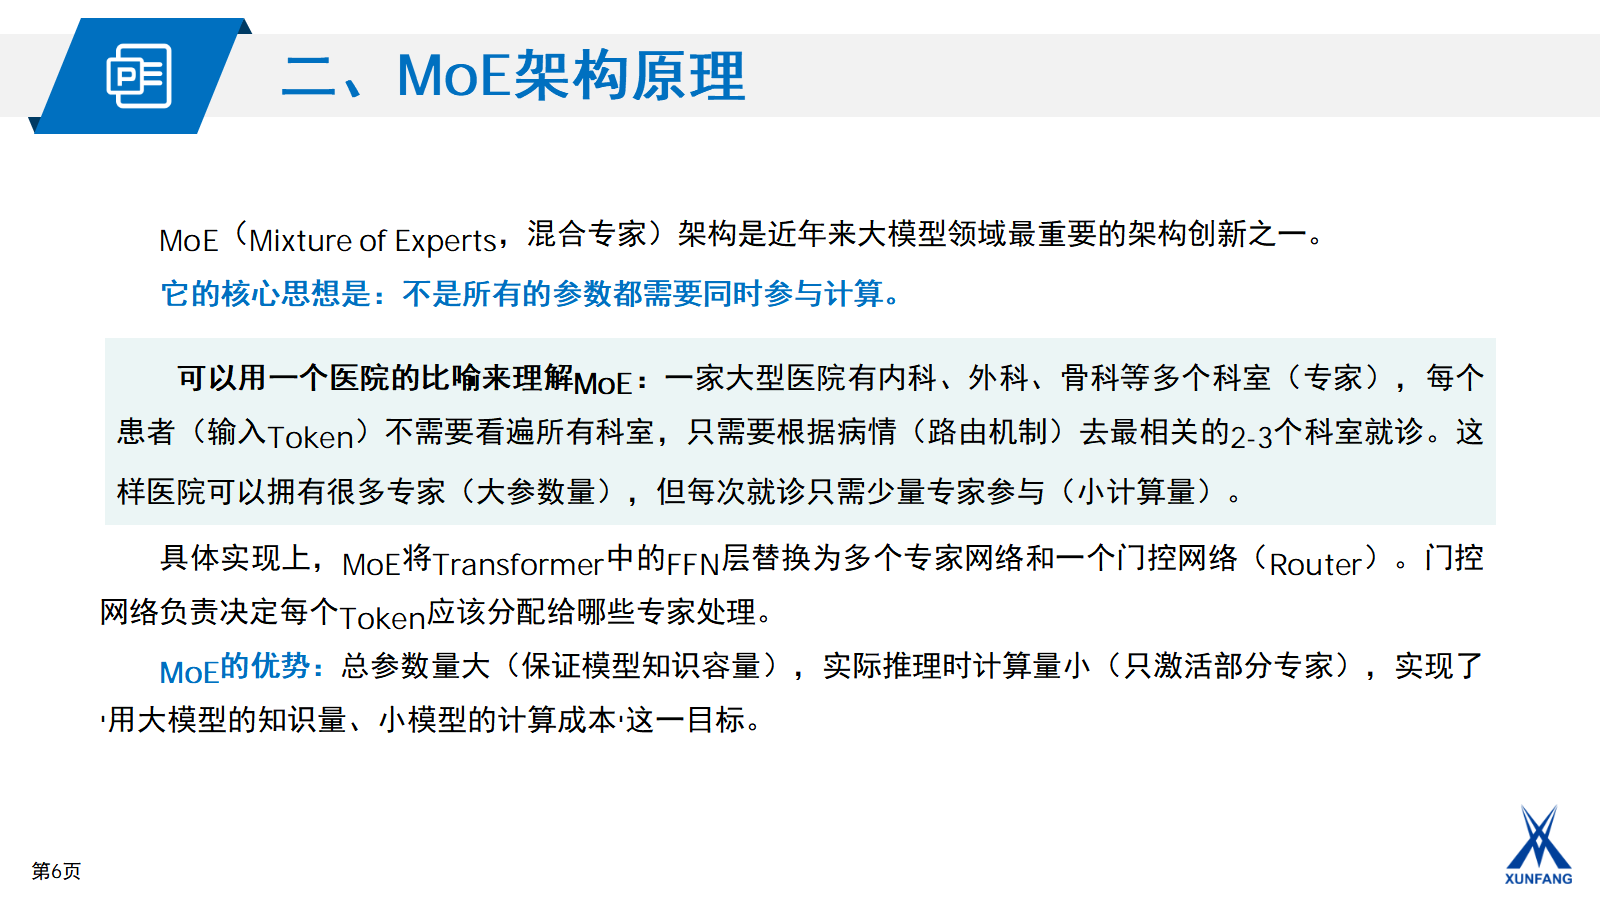 二、MoE架构原理
MoE（Mixture of Experts，混合专家）架构是近年来大模型领域最重要的架构创新之一。
它的核心思想是：不是所有的参数都需要同时参与计算。
可以用一个医院的比喻来理解MoE：一家大型医院有内科、外科、骨科等多个科室（专家），每个
患者（输入Token）不需要看遍所有科室，只需要根据病情（路由机制）去最相关的2-3个科室就诊。这
样医院可以拥有很多专家（大参数量），但每次就诊只需少量专家参与（小计算量）。
具体实现上，MoE将Transformer中的FFN层替换为多个专家网络和一个门控网络（Router）。门控
网络负责决定每个Token应该分配给哪些专家处理。
MoE的优势：总参数量大（保证模型知识容量），实际推理时计算量小（只激活部分专家），实现了
'用大模型的知识量、小模型的计算成本'这一目标。
第6页
XUNFANG